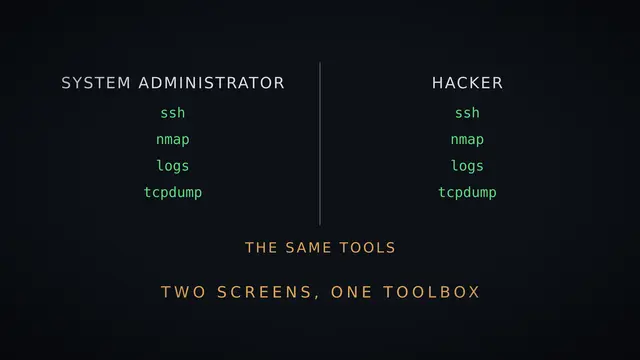 SYSTEM ADMINISTRATOR
ssh
nmap
logs
tcpdump
HACKER
ssh
nmap
logs
tcpdump
THE SAME TOOLS
TWO SCREENS, ONE TOOLBOX